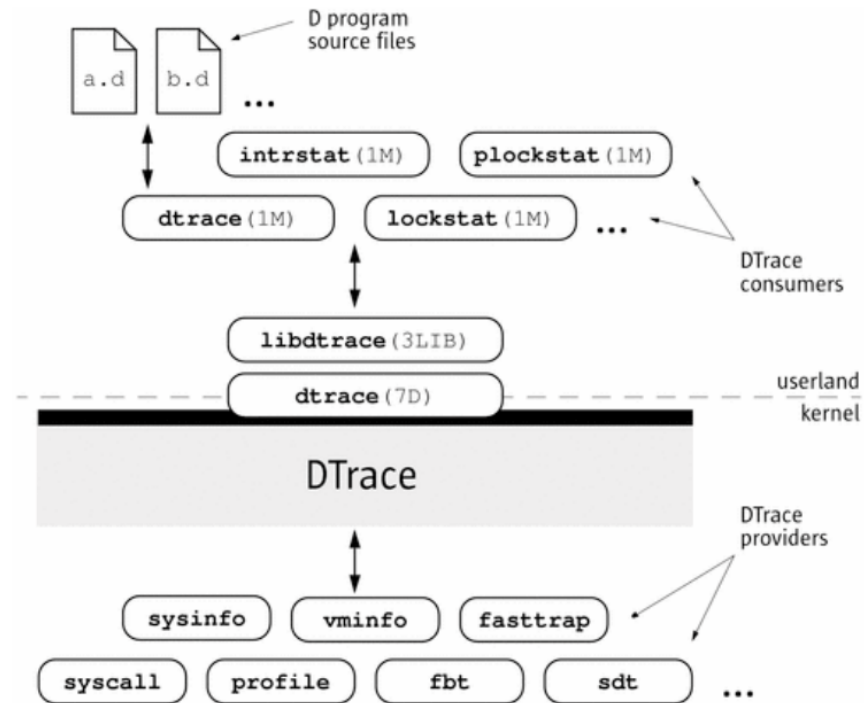 D program
source files
a.d b.d ...
intrstat(1M) plockstat(1M)
dtrace(1M) lockstat(1M) ...
DTrace
consumers
libdtrace(3LIB)
userland
dtrace(7D)
kernel
DTrace
DTrace
providers
sysinfo vminfo fasttrap
syscall profile fbt sdt ...